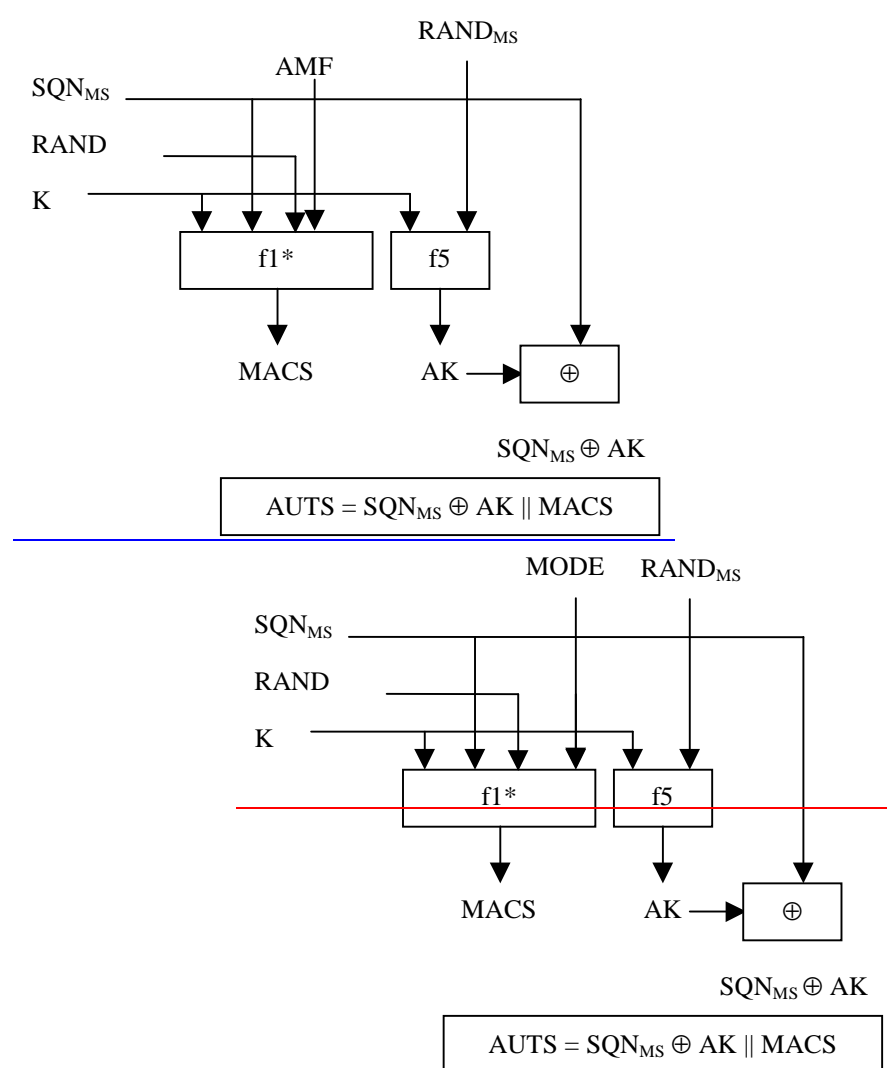 RAND_MS
AMF
SQN_MS
RAND
K
f1* f5
MACS AK ⊕
SQN_MS ⊕ AK
AUTS = SQN_MS ⊕ AK || MACS
MODE RAND_MS
SQN_MS
RAND
K
f1* f5
MACS AK ⊕
SQN_MS ⊕ AK
AUTS = SQN_MS ⊕ AK || MACS